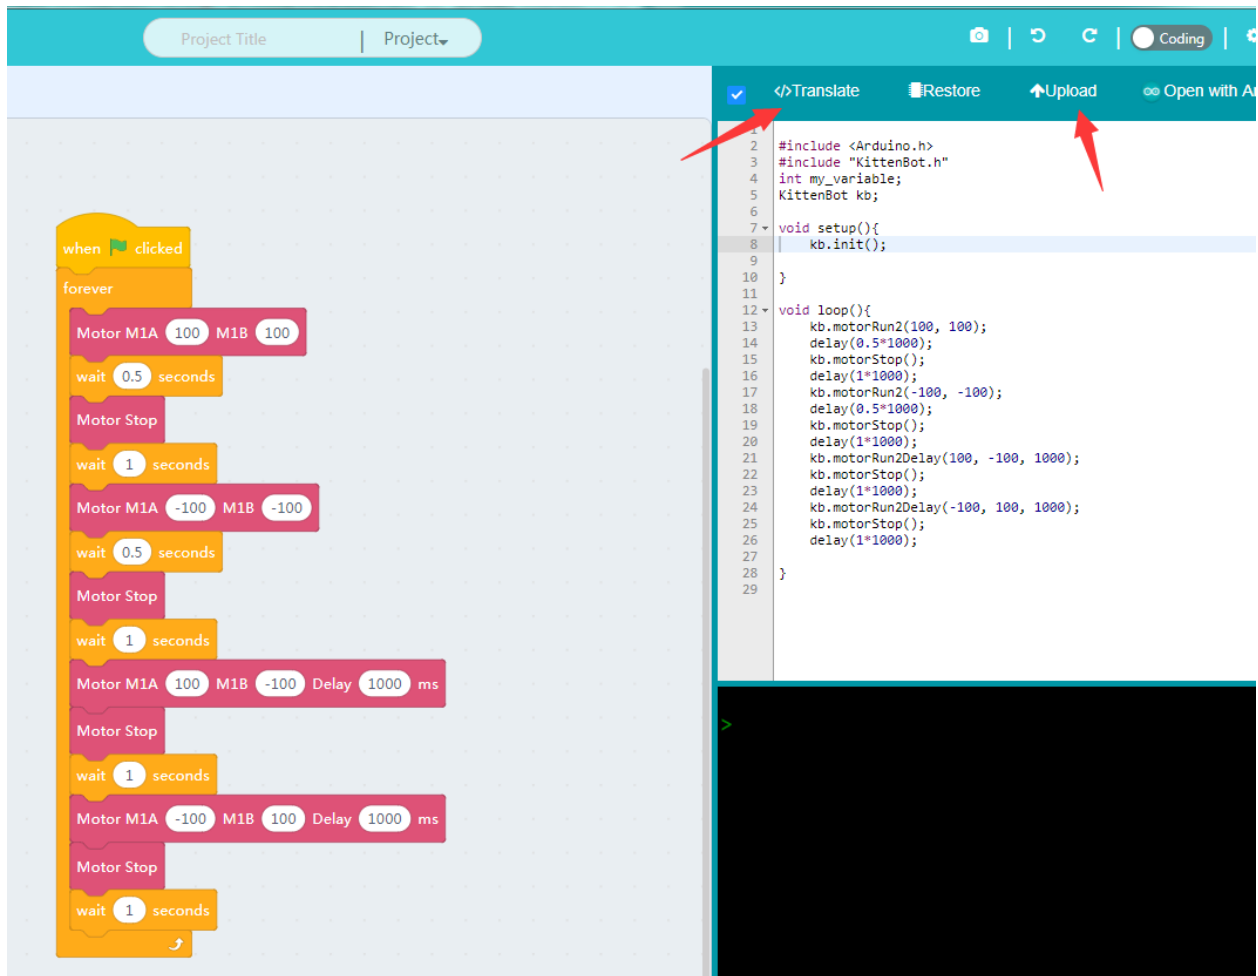 Project Title | Project
Coding
when clicked
forever
Motor M1A 100 M1B 100
wait 0.5 seconds
Motor Stop
wait 1 seconds
Motor M1A -100 M1B -100
wait 0.5 seconds
Motor Stop
wait 1 seconds
Motor M1A 100 M1B -100 Delay 1000 ms
Motor Stop
wait 1 seconds
Motor M1A -100 M1B 100 Delay 1000 ms
Motor Stop
wait 1 seconds
</>Translate Restore Upload Open with Ar
1
2 #include <Arduino.h>
3 #include "KittenBot.h"
4 int my_variable;
5 KittenBot kb;
6
7 void setup(){
8 kb.init();
9
10 }
11
12 void loop(){
13 kb.motorRun2(100, 100);
14 delay(0.5*1000);
15 kb.motorStop();
16 delay(1*1000);
17 kb.motorRun2(-100, -100);
18 delay(0.5*1000);
19 kb.motorStop();
20 delay(1*1000);
21 kb.motorRun2Delay(100, -100, 1000);
22 kb.motorStop();
23 delay(1*1000);
24 kb.motorRun2Delay(-100, 100, 1000);
25 kb.motorStop();
26 delay(1*1000);
27
28 }
29
>